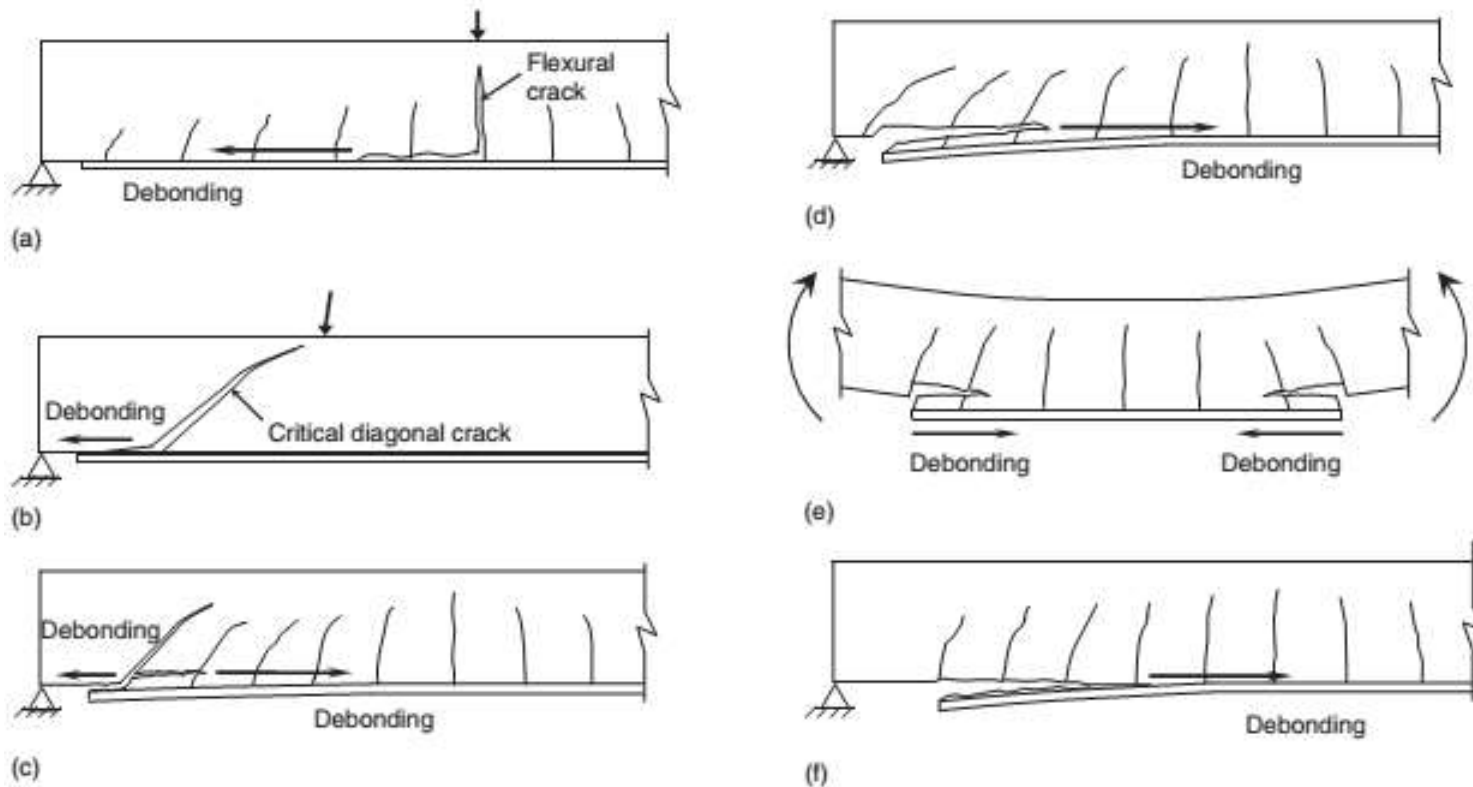 Flexural
crack
Debonding
(a)
Debonding
Critical diagonal crack
(b)
Debonding
Debonding
(c)
Debonding
(d)
Debonding
Debonding
(e)
Debonding
(f)